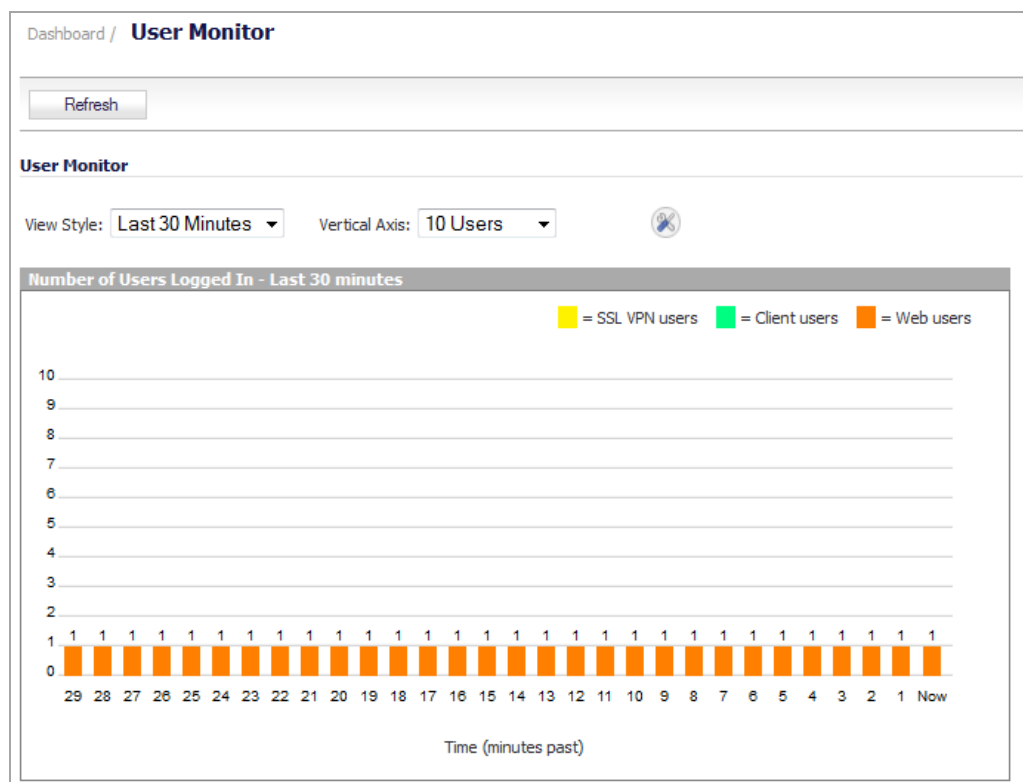 Dashboard / User Monitor
Refresh
User Monitor
View Style: Last 30 Minutes Vertical Axis: 10 Users
Number of Users Logged In - Last 30 minutes
= SSL VPN users = Client users = Web users
10
9
8
7
6
5
4
3
2
1 1 1 1 1 1 1 1 1 1 1 1 1 1 1 1 1 1 1 1 1 1 1 1 1 1 1 1 1 1 1
0
29 28 27 26 25 24 23 22 21 20 19 18 17 16 15 14 13 12 11 10 9 8 7 6 5 4 3 2 1 Now
Time (minutes past)